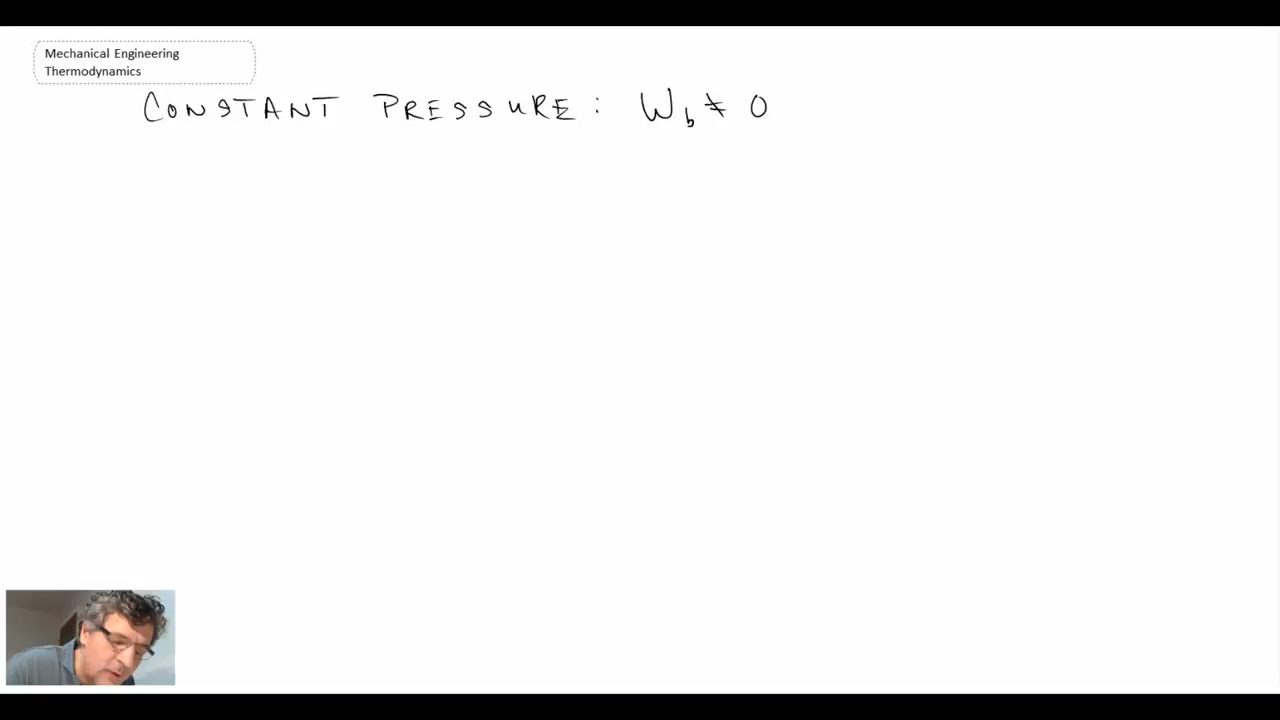 Mechanical Engineering
Thermodynamics
CONSTANT PRESSURE: W_b ≠ 0